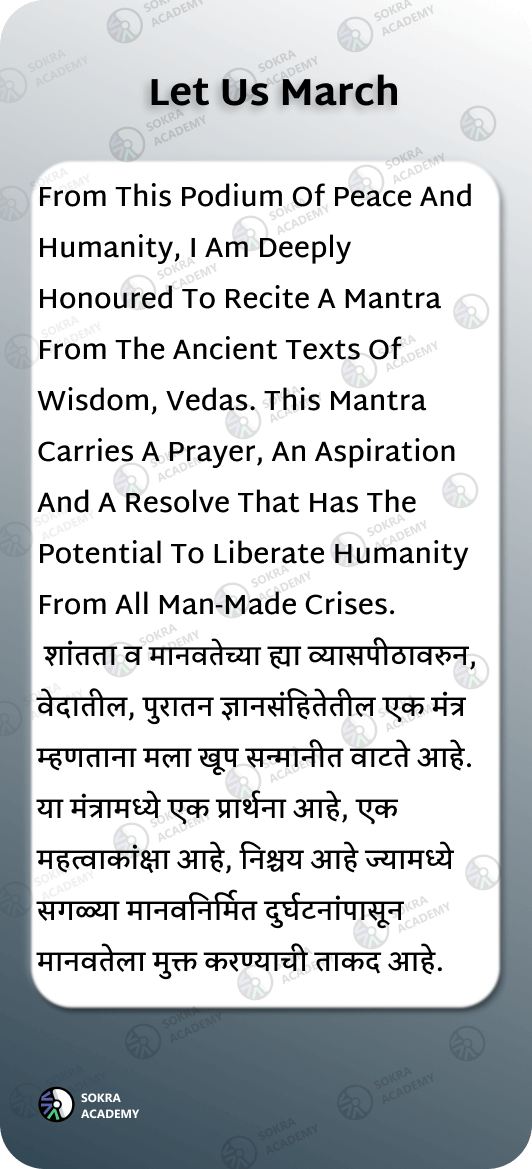 Let Us March
From This Podium Of Peace And
Humanity, I Am Deeply
Honoured To Recite A Mantra
From The Ancient Texts Of
Wisdom, Vedas. This Mantra
Carries A Prayer, An Aspiration
And A Resolve That Has The
Potential To Liberate Humanity
From All Man-Made Crises.
शांतता व मानवतेच्या ह्या व्यासपीठावरुन,
वेदातील, पुरातन ज्ञानसंहितेतील एक मंत्र
म्हणताना मला खूप सन्मानीत वाटते आहे.
या मंत्रामध्ये एक प्रार्थना आहे, एक
महत्वाकांक्षा आहे, निश्चय आहे ज्यामध्ये
सगळ्या मानवनिर्मित दुर्घटनांपासून
मानवतेला मुक्त करण्याची ताकद आहे.
SOKRA
ACADEMY